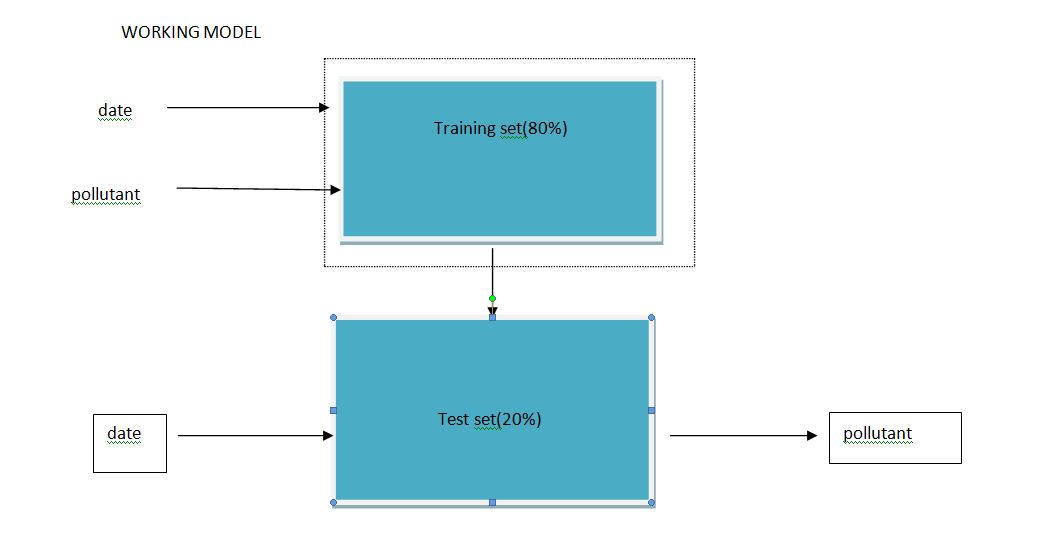 WORKING MODEL
date
Training set(80%)
pollutant
Test set(20%)
date
pollutant